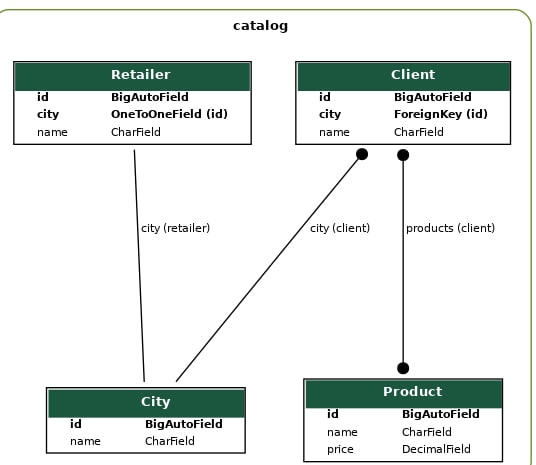 catalog
Retailer
id BigAutoField
city OneToOneField (id)
name CharField
Client
id BigAutoField
city ForeignKey (id)
name CharField
city (retailer)
city (client)
products (client)
City
id BigAutoField
name CharField
Product
id BigAutoField
name CharField
price DecimalField